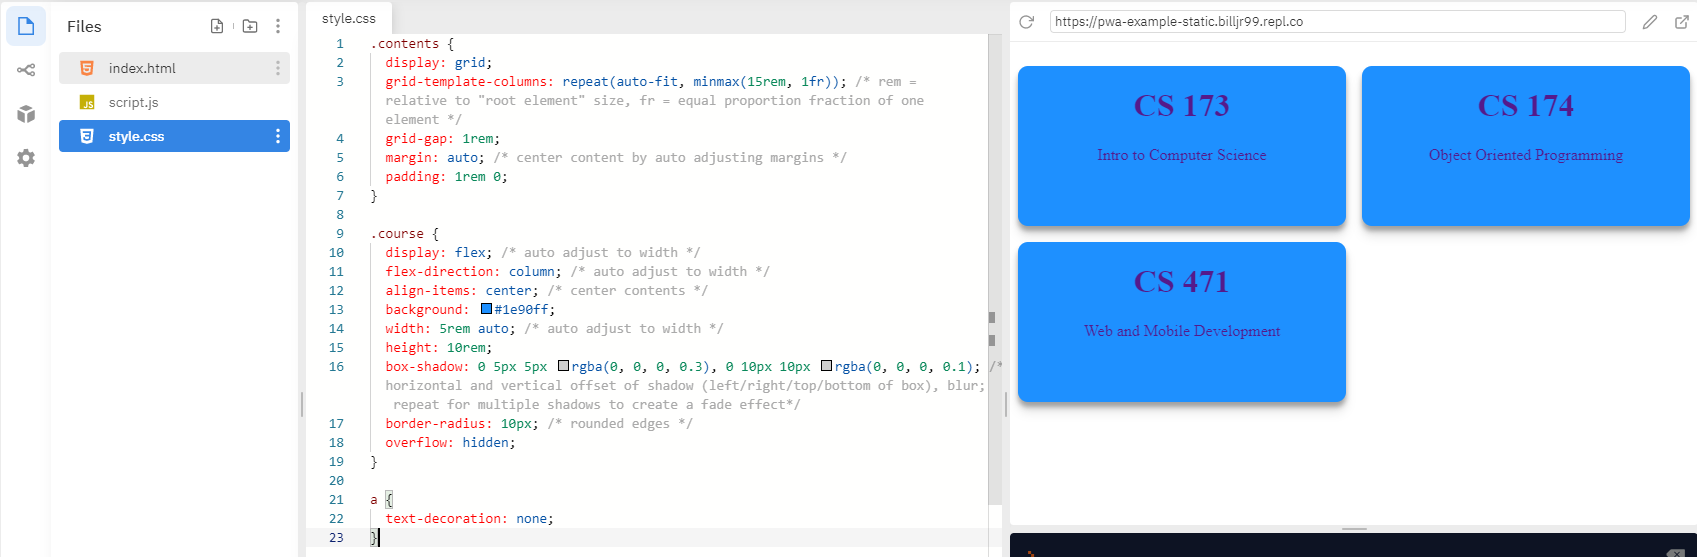 Files
index.html
JS script.js
style.css
style.css
1 .contents {
2 display: grid;
3 grid-template-columns: repeat(auto-fit, minmax(15rem, 1fr)); /* rem =
relative to "root element" size, fr = equal proportion fraction of one
element */
4 grid-gap: 1rem;
5 margin: auto; /* center content by auto adjusting margins */
6 padding: 1rem 0;
7 }
8
9 .course {
10 display: flex; /* auto adjust to width */
11 flex-direction: column; /* auto adjust to width */
12 align-items: center; /* center contents */
13 background: #1e90ff;
14 width: 5rem auto; /* auto adjust to width */
15 height: 10rem;
16 box-shadow: 0 5px 5px rgba(0, 0, 0, 0.3), 0 10px 10px rgba(0, 0, 0, 0.1); /*
horizontal and vertical offset of shadow (left/right/top/bottom of box), blur;
repeat for multiple shadows to create a fade effect*/
17 border-radius: 10px; /* rounded edges */
18 overflow: hidden;
19 }
20
21 a {
22 text-decoration: none;
23 }
https://pwa-example-static.billjr99.repl.co
CS 173
Intro to Computer Science
CS 174
Object Oriented Programming
CS 471
Web and Mobile Development